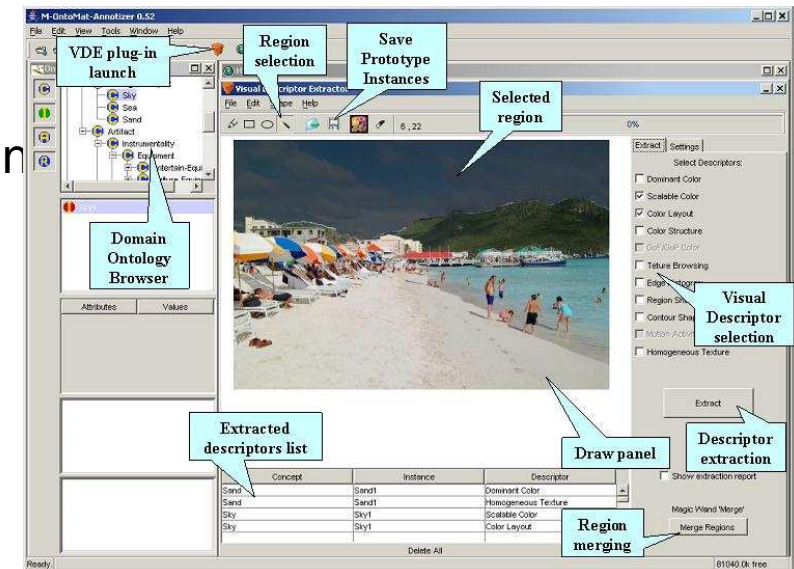 M-OntoMat-Annotizer 0.52
File Edit View Tools Window Help
VDE plug-in
launch
Region
selection
Save
Prototype
Instances
Visual Descriptor Extractor
File Edit Shape Help
Selected
region
6,22
0%
Sky
Sea
Sand
Artifact
Instrumentality
Equipment
Domain
Ontology
Browser
Sky1
Attributes Values
Extract Settings
Select Descriptors:
Dominant Color
Scalable Color
Color Layout
Color Structure
GoF/GoP Color
Teture Browsing
Edge Histogram
Region
Contour
Homogeneous Texture
Visual
Descriptor
selection
Extract
Descriptor
extraction
Show extraction report
Draw panel
Extracted
descriptors list
Concept Instance Descriptor
Sand Sand1 Dominant Color
Sand Sand1 Homogeneous Texture
Sky Sky1 Scalable Color
Sky Sky1 Color Layout
Delete All
Region
merging
Magic Wand 'Merge'
Merge Regions
Ready.
81040.0k free